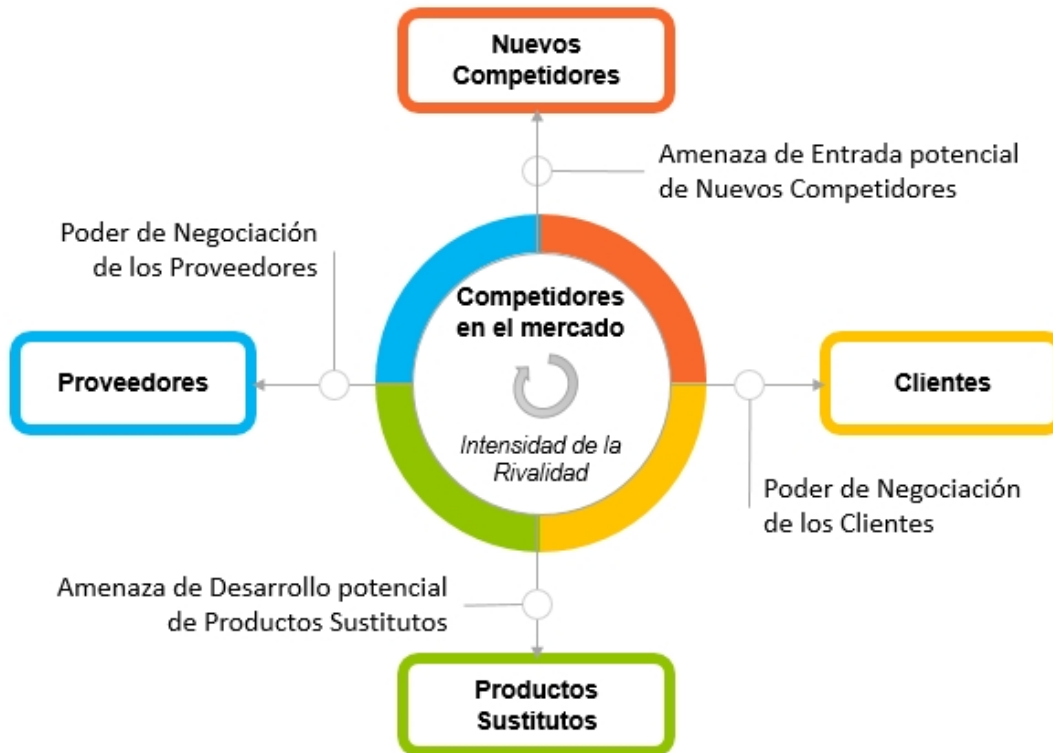 Nuevos
Competidores
Amenaza de Entrada potencial
de Nuevos Competidores
Poder de Negociación
de los Proveedores
Competidores
en el mercado
Proveedores
Clientes
Intensidad de la
Rivalidad
Poder de Negociación
de los Clientes
Amenaza de Desarrollo potencial
de Productos Sustitutos
Productos
Sustitutos